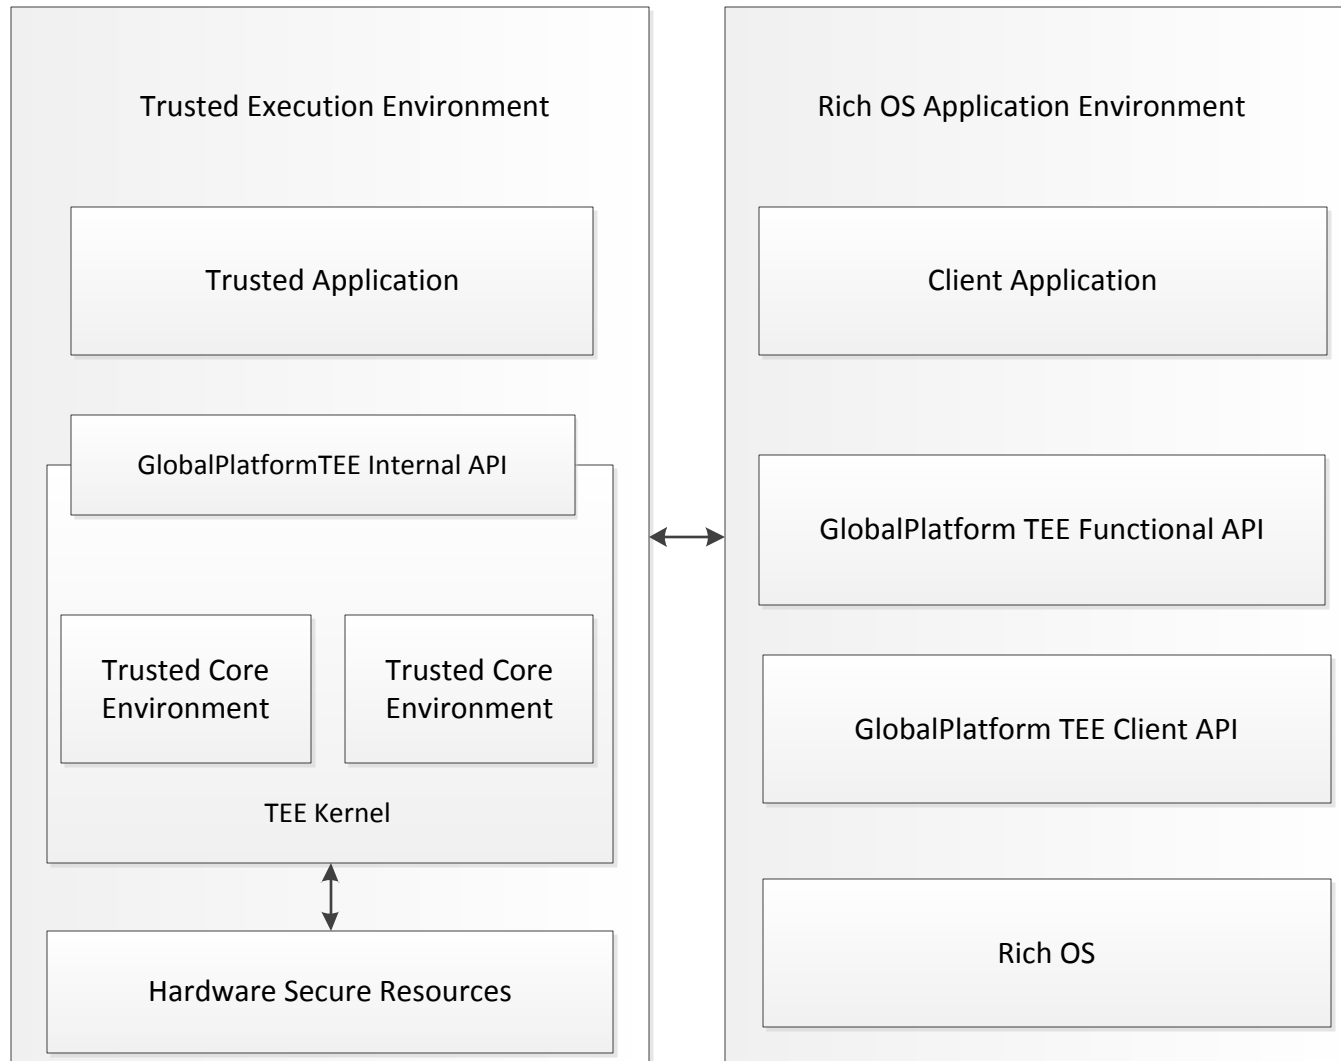 Trusted Execution Environment
Trusted Application
GlobalPlatformTEE Internal API
Trusted Core
Environment
Trusted Core
Environment
TEE Kernel
Hardware Secure Resources
Rich OS Application Environment
Client Application
GlobalPlatform TEE Functional API
GlobalPlatform TEE Client API
Rich OS